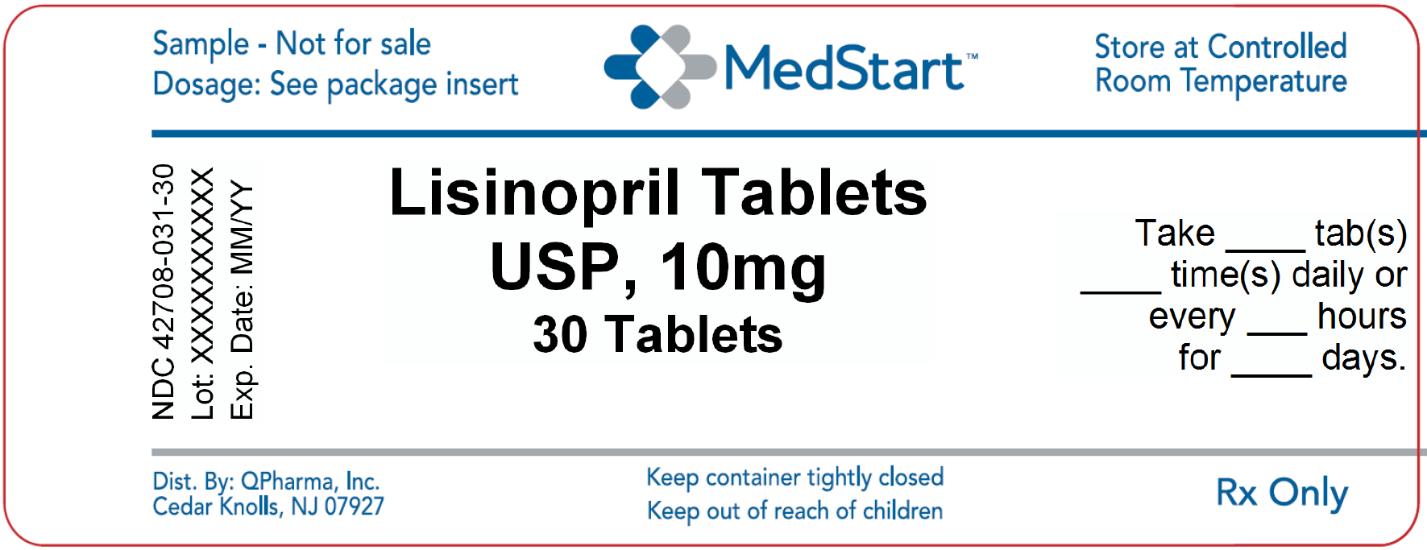 Sample - Not for sale
Dosage: See package insert
MedStart™
Store at Controlled
Room Temperature
NDC 42708-031-30
Lot: XXXXXXXXXX
Exp. Date: MM/YY
Lisinopril Tablets
USP, 10mg
30 Tablets
Take ____ tab(s)
____ time(s) daily or
every ___ hours
for ____ days.
Dist. By: QPharma, Inc.
Cedar Knolls, NJ 07927
Keep container tightly closed
Keep out of reach of children
Rx Only